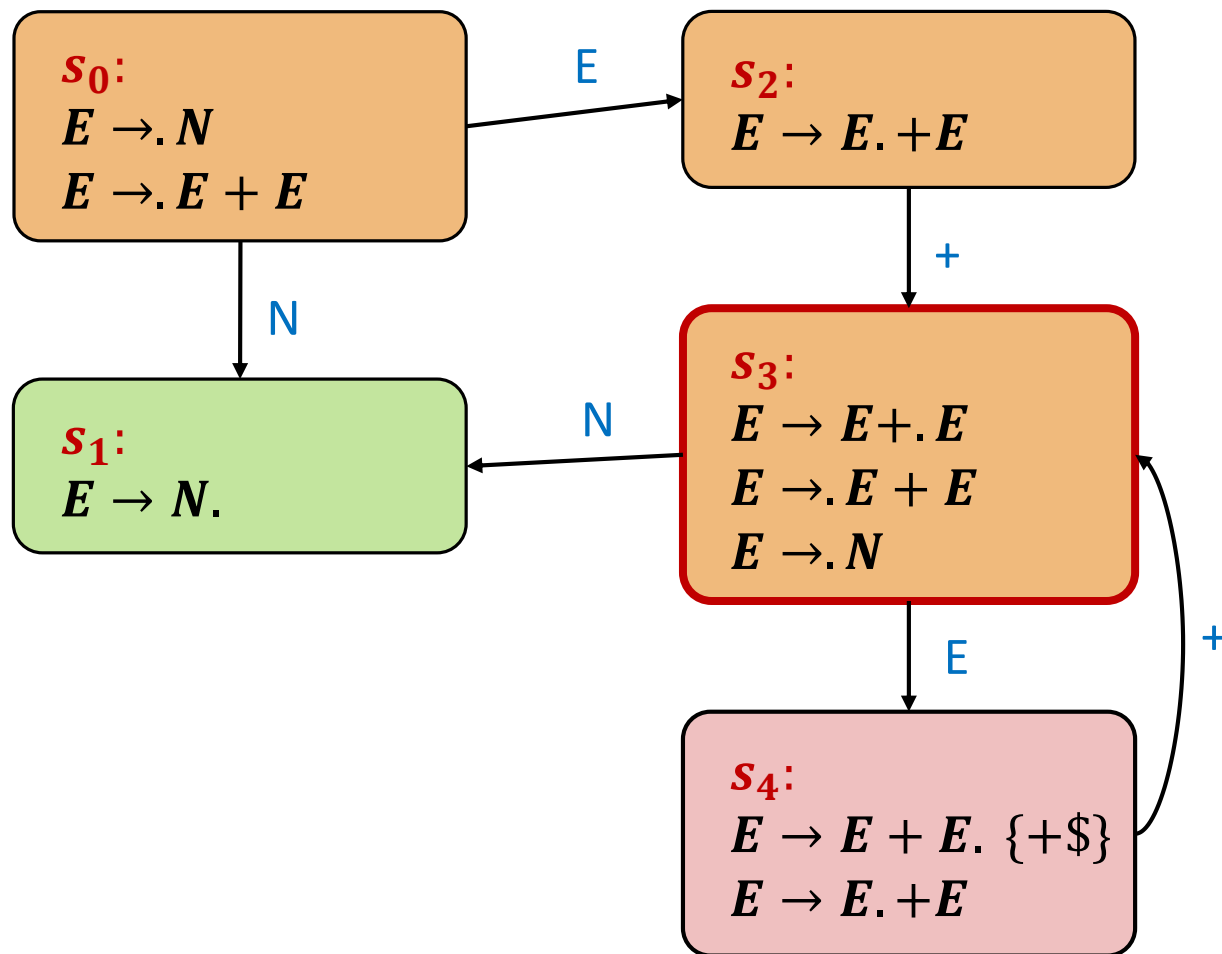 s₀:
E →. N
E →. E + E
E
s₂:
E → E. +E
N
+
s₁:
E → N.
N
s₃:
E → E+. E
E →. E + E
E →. N
E
+
s₄:
E → E + E. {+$}
E → E. +E